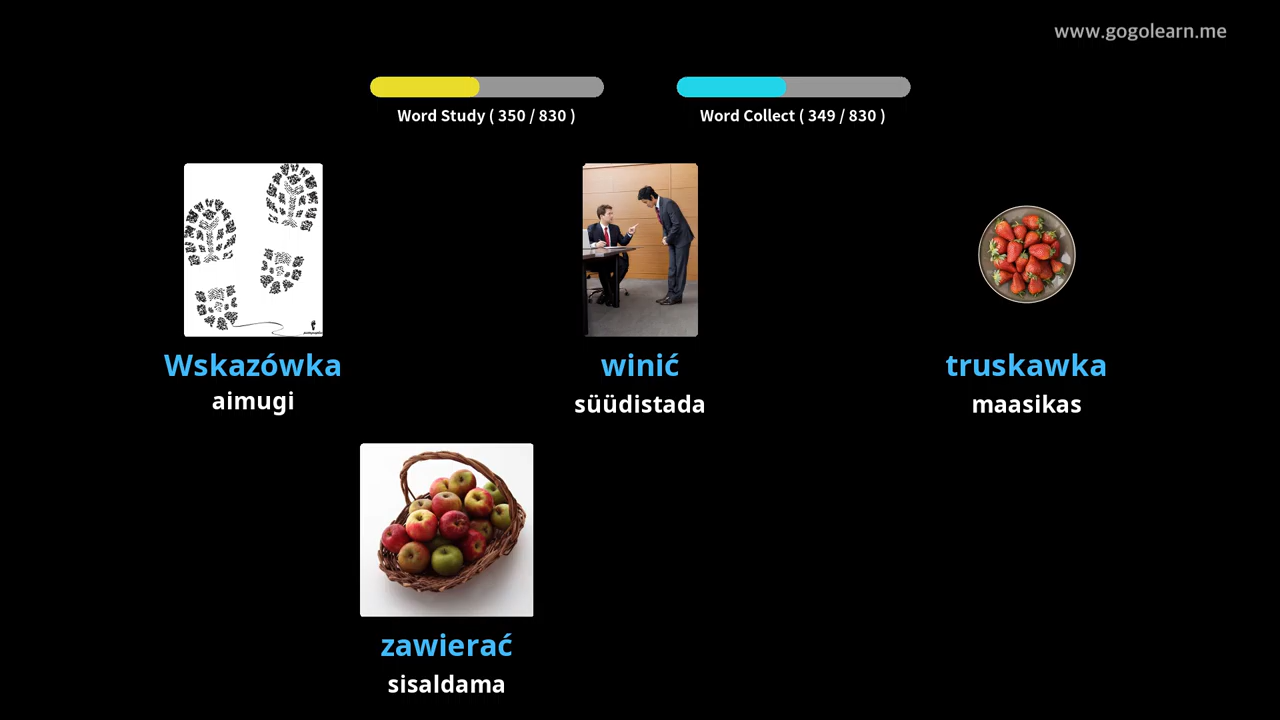 www.gogolearn.me
Word Study ( 350 / 830 )
Word Collect ( 349 / 830 )
Wskazówka
aimugi
winić
süüdistada
truskawka
maasikas
zawierać
sisaldama